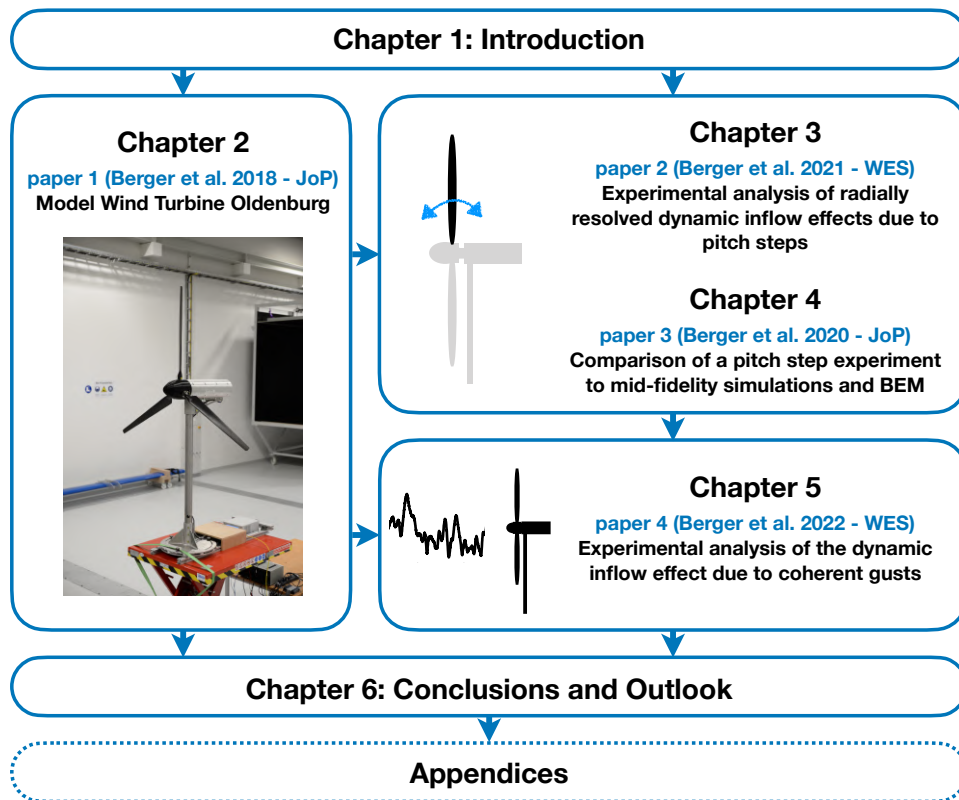 Chapter 1: Introduction
Chapter 2
paper 1 (Berger et al. 2018 - JoP)
Model Wind Turbine Oldenburg
Chapter 3
paper 2 (Berger et al. 2021 - WES)
Experimental analysis of radially
resolved dynamic inflow effects due to
pitch steps
Chapter 4
paper 3 (Berger et al. 2020 - JoP)
Comparison of a pitch step experiment
to mid-fidelity simulations and BEM
Chapter 5
paper 4 (Berger et al. 2022 - WES)
Experimental analysis of the dynamic
inflow effect due to coherent gusts
Chapter 6: Conclusions and Outlook
Appendices